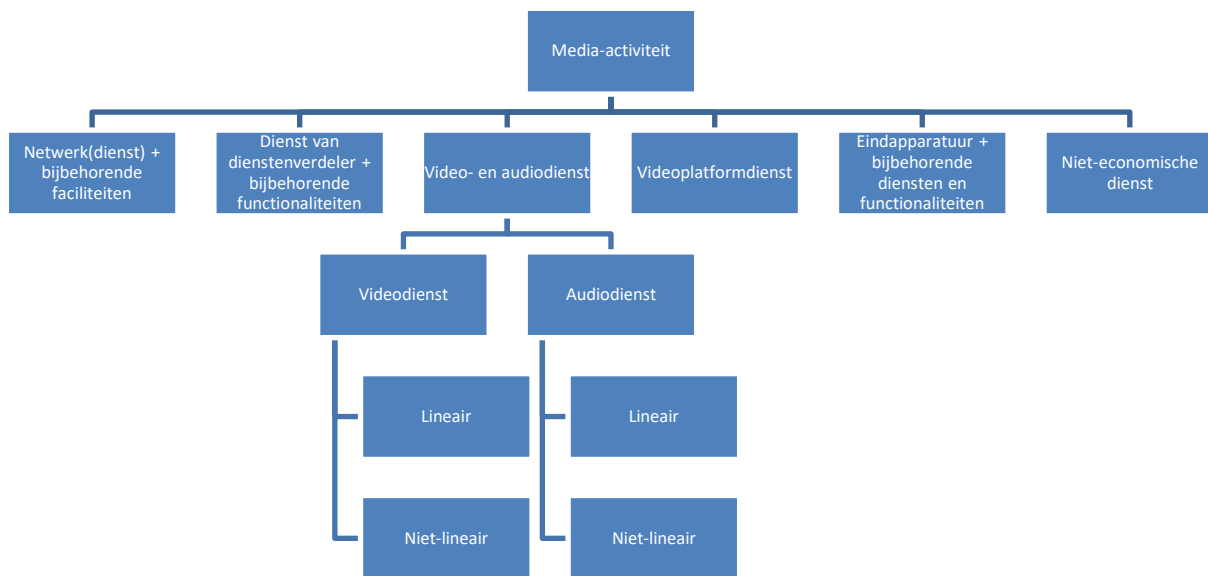 Media-activiteit
Netwerk(dienst) +
bijbehorende
faciliteiten
Dienst van
dienstenverdeler +
bijbehorende
functionaliteiten
Video- en audiodienst
Videoplatformdienst
Eindapparatuur +
bijbehorende
diensten en
functionaliteiten
Niet-economische
dienst
Videodienst
Audiodienst
Lineair
Lineair
Niet-lineair
Niet-lineair